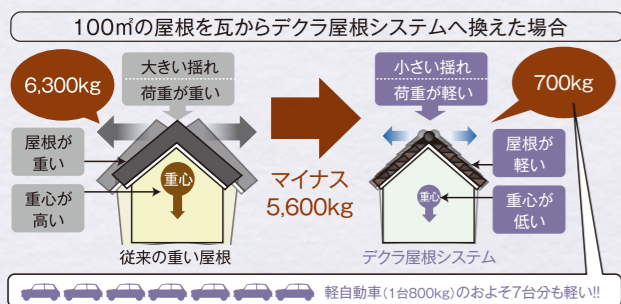 100㎡の屋根を瓦からデクラ屋根システムへ換えた場合
6,300kg
大きい揺れ
荷重が重い
屋根が
重い
重心が
高い
重心
従来の重い屋根
マイナス
5,600kg
小さい揺れ
荷重が軽い
700kg
屋根が
軽い
重心
重心が
低い
デクラ屋根システム
軽自動車(1台800kg)のおよそ7台分も軽い!!